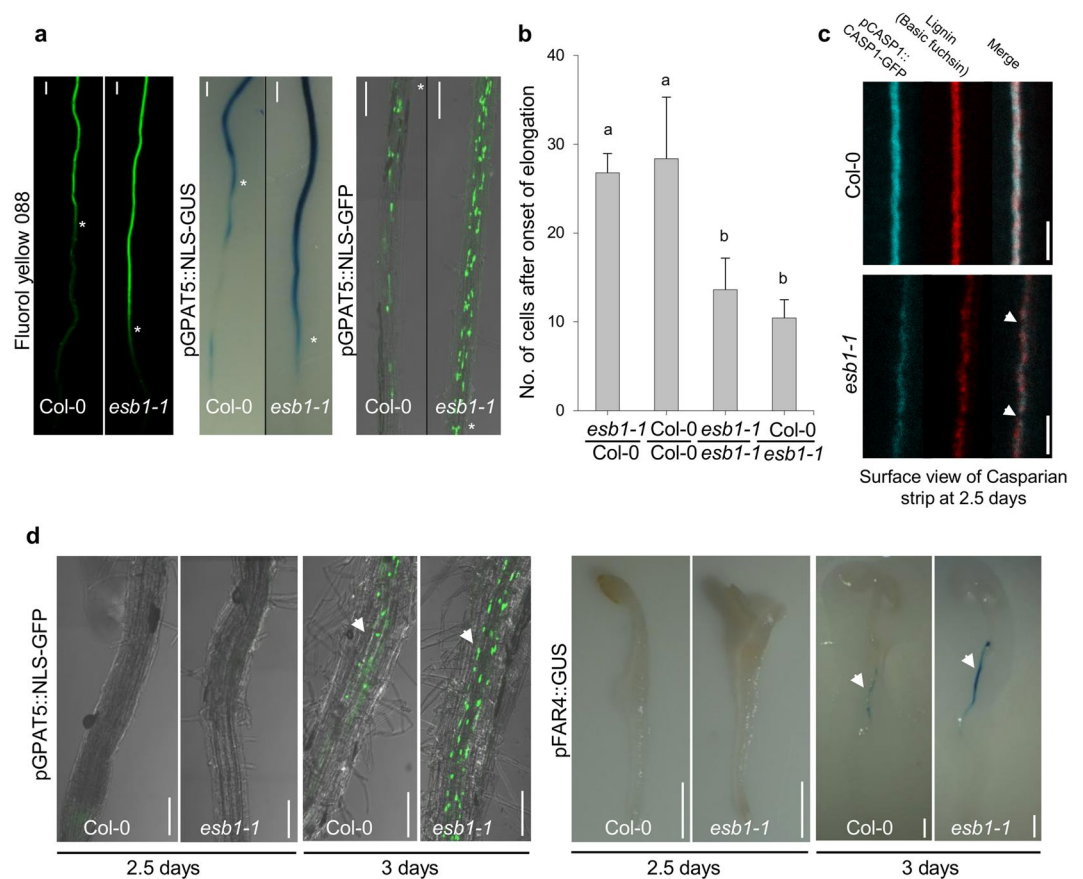 a
Fluorol yellow 088
Col-0
esb1-1
pGPAT5::NLS-GUS
Col-0
esb1-1
pGPAT5::NLS-GFP
Col-0
esb1-1
*
*
*
*
*
*
b
No. of cells after onset of elongation
40
30
20
10
0
a
a
b
b
esb1-1 Col-0 esb1-1 Col-0
Col-0 Col-0 esb1-1 esb1-1
c
pCASP1::
CASP1-GFP
Lignin
(Basic fuchsin)
Merge
Col-0
esb1-1
Surface view of Casparian
strip at 2.5 days
d
pGPAT5::NLS-GFP
Col-0
esb1-1
Col-0
esb1-1
2.5 days
3 days
pFAR4::GUS
Col-0
esb1-1
Col-0
esb1-1
2.5 days
3 days